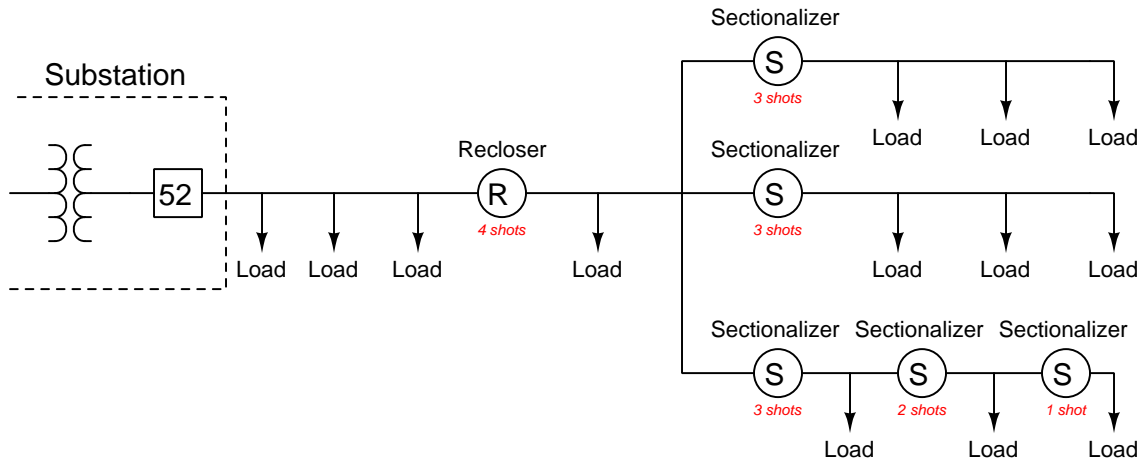 Substation
52
Load
Load
Load
Recloser
R
4 shots
Load
Sectionalizer
S
3 shots
Load
Load
Load
Sectionalizer
S
3 shots
Load
Load
Load
Sectionalizer
S
3 shots
Load
Sectionalizer
S
2 shots
Load
Sectionalizer
S
1 shot
Load